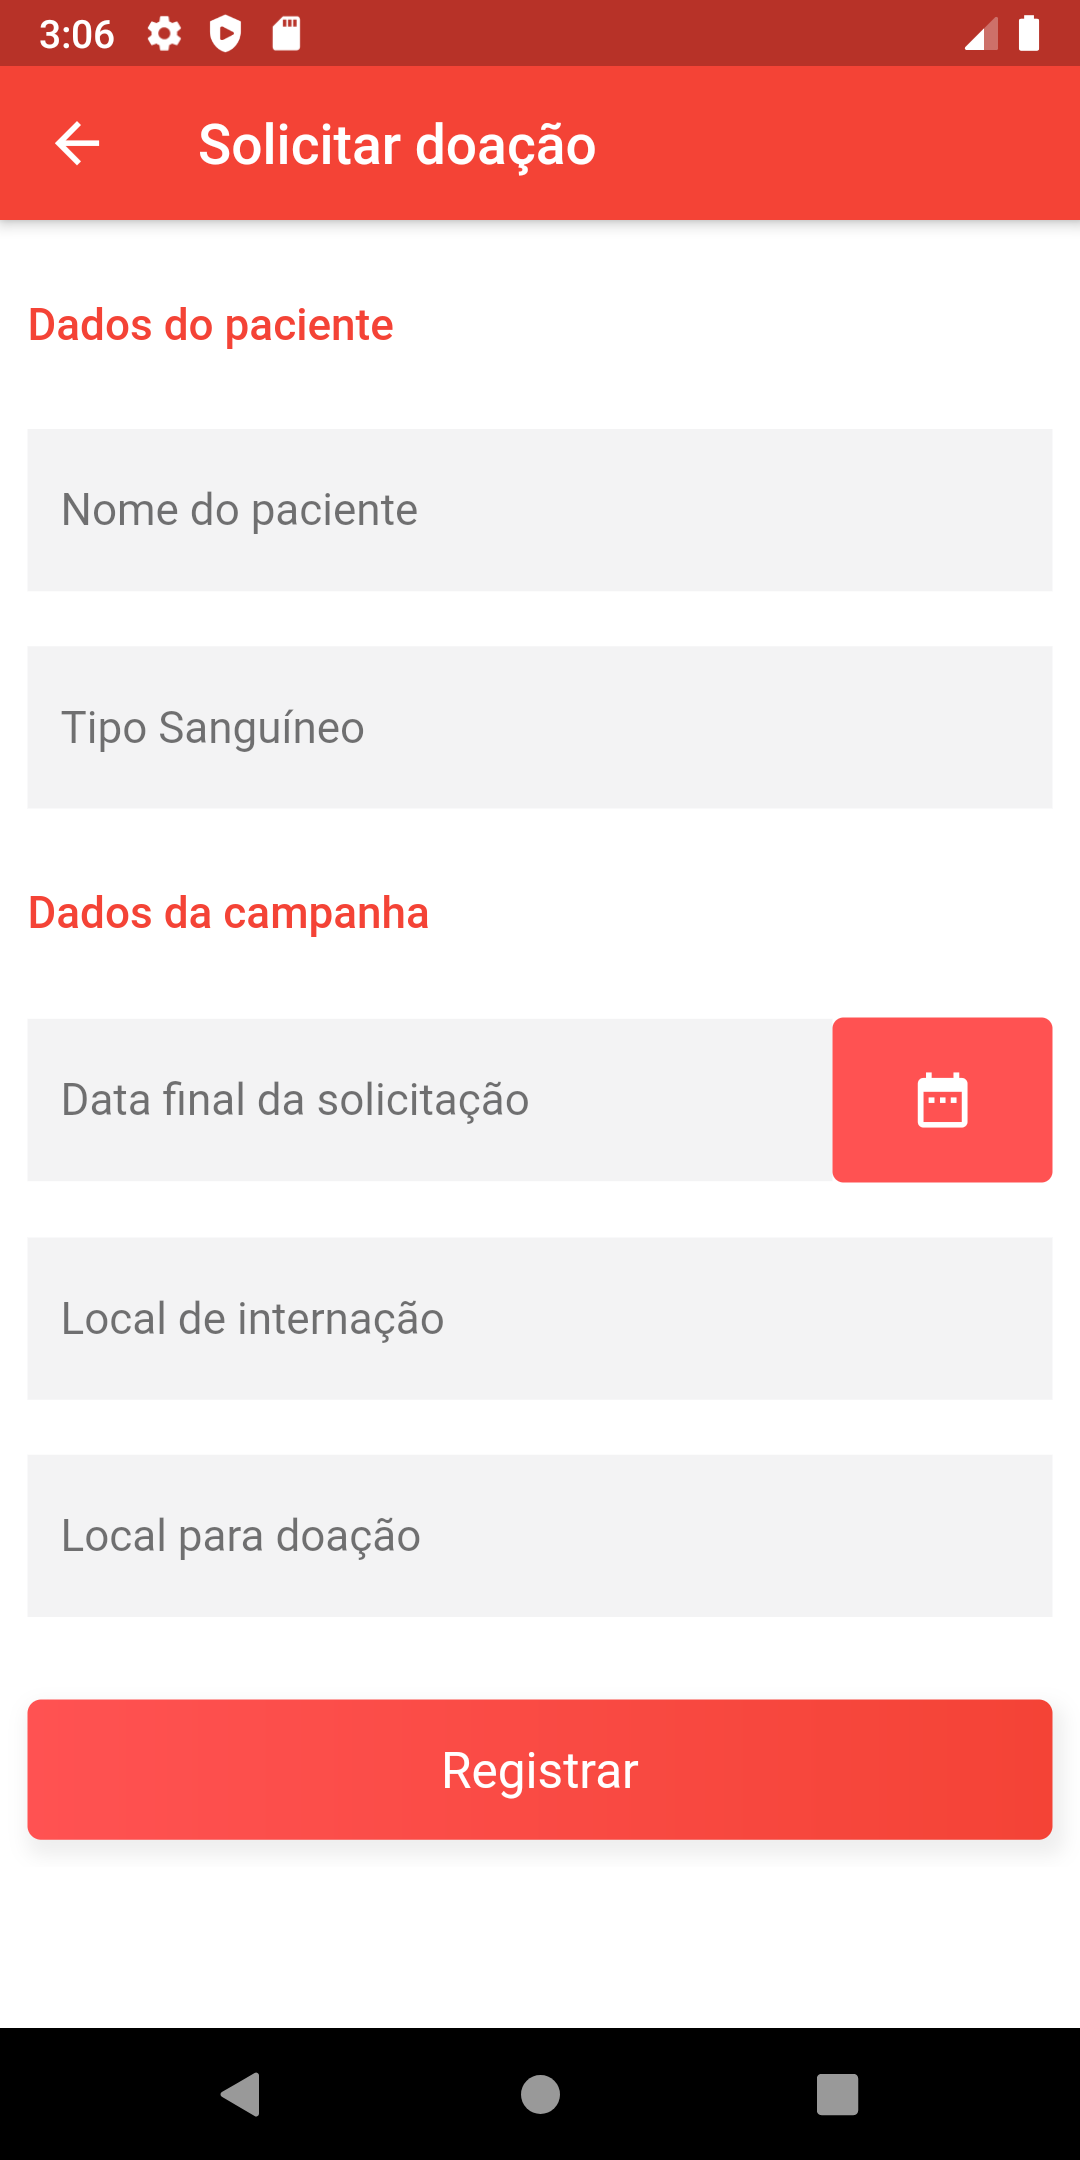 3:06
Solicitar doação
Dados do paciente
Nome do paciente
Tipo Sanguíneo
Dados da campanha
Data final da solicitação
Local de internação
Local para doação
Registrar